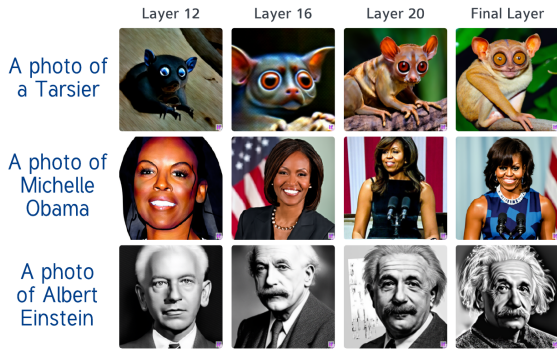 Layer 12 Layer 16 Layer 20 Final Layer
A photo of
a Tarsier
A photo of
Michelle
Obama
A photo
of Albert
Einstein